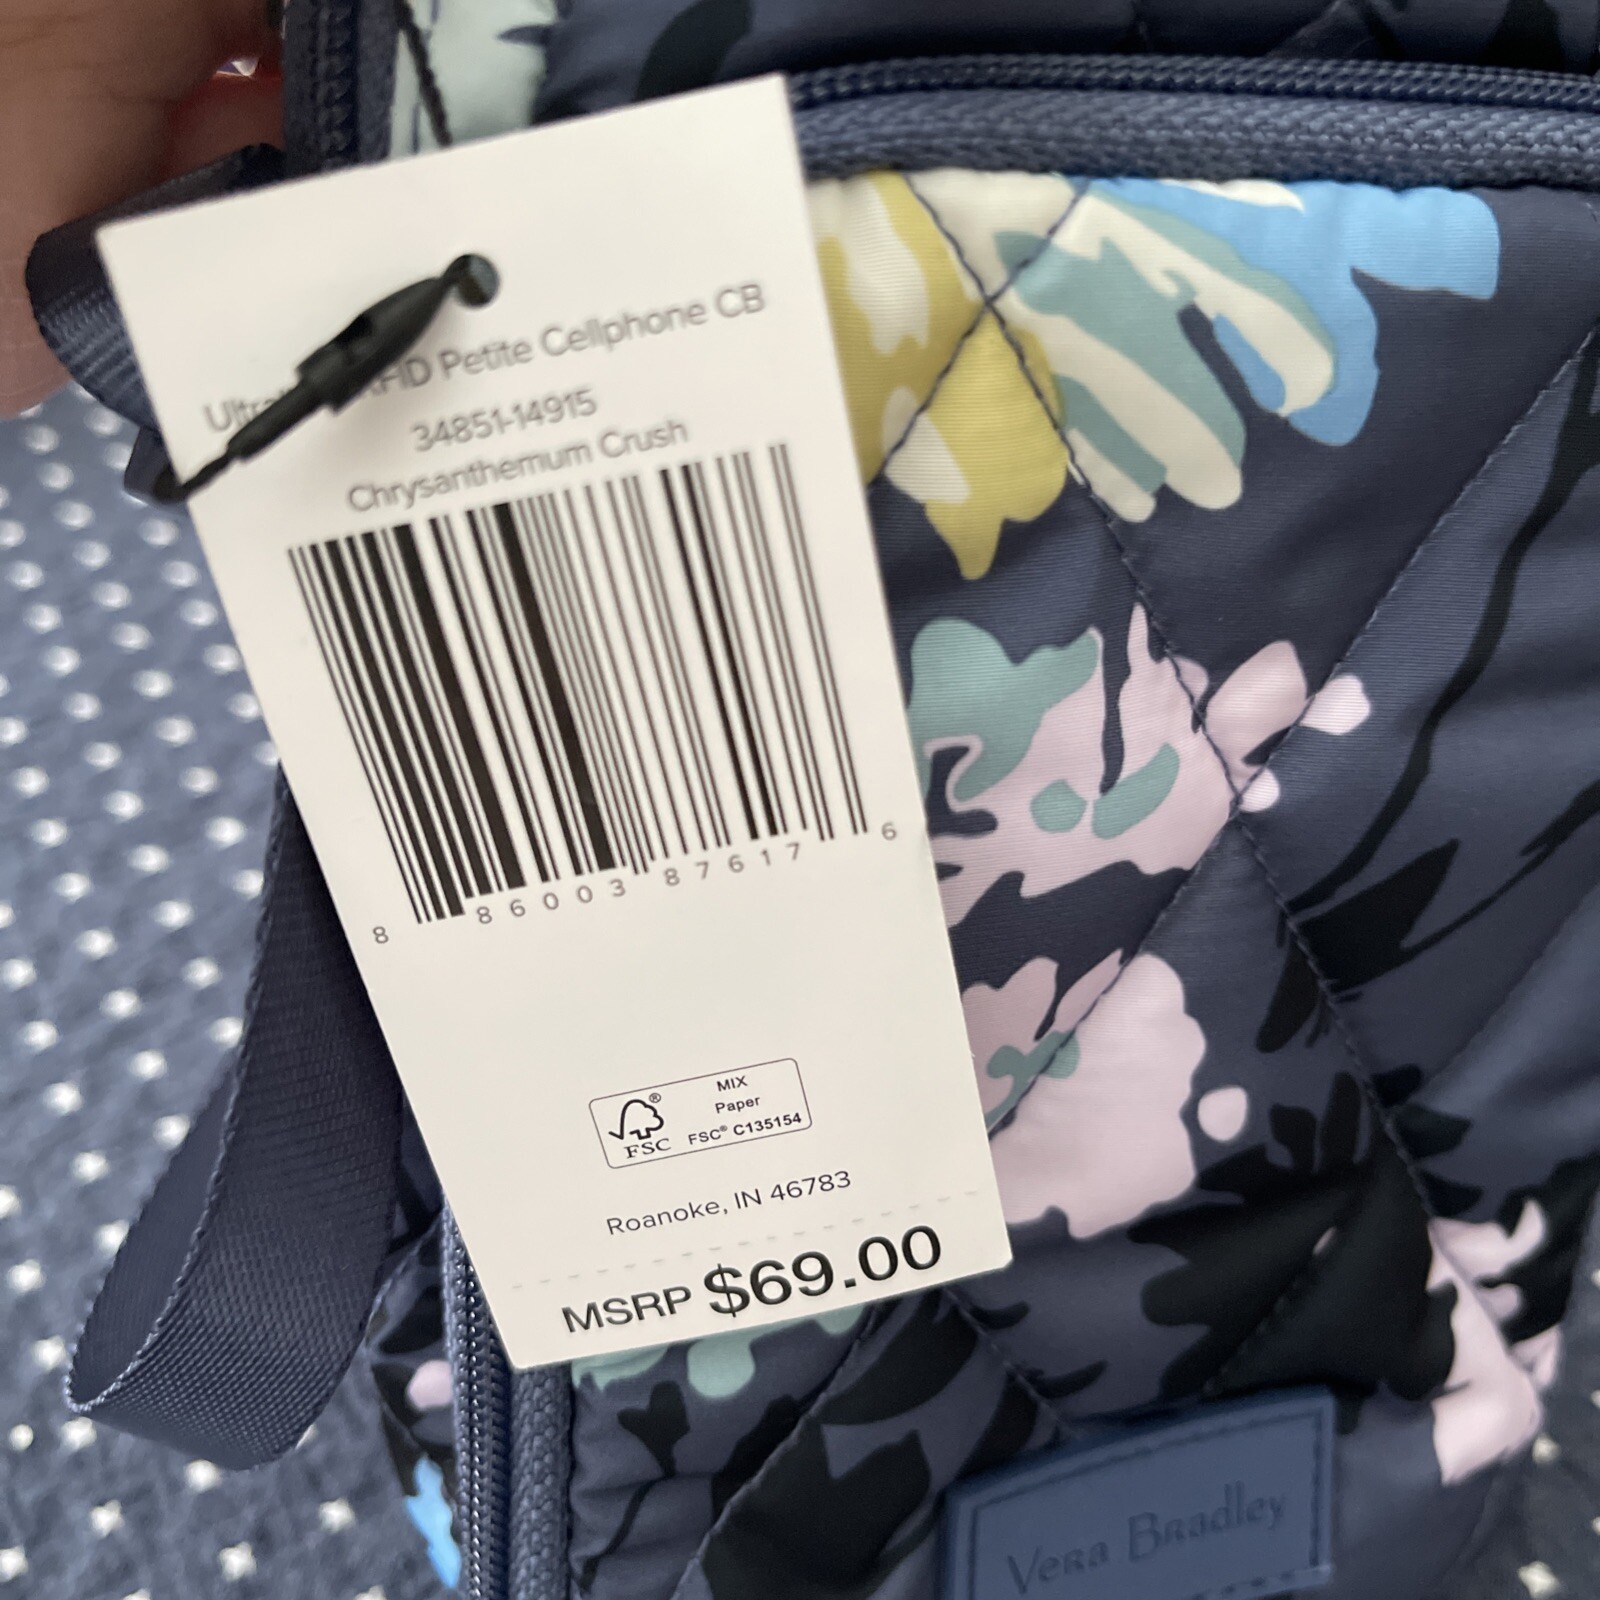 Petite Cellphone CB
34851-14915
Chrysanthemum Crush
8 86003 87617 6
MIX
Paper
FSC® C135154
FSC
Roanoke, IN 46783
MSRP $69.00
Vera Bradley